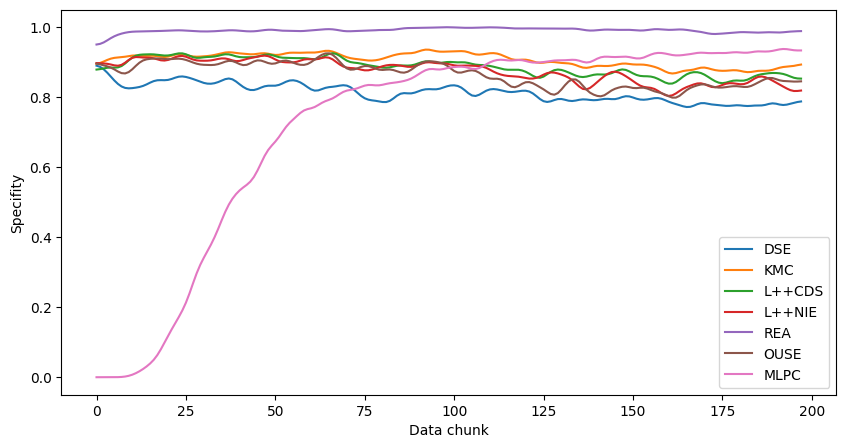 1.0
0.8
0.6
0.4
0.2
0.0
Specifity
0
25
50
75
100
125
150
175
200
Data chunk
DSE
KMC
L++CDS
L++NIE
REA
OUSE
MLPC